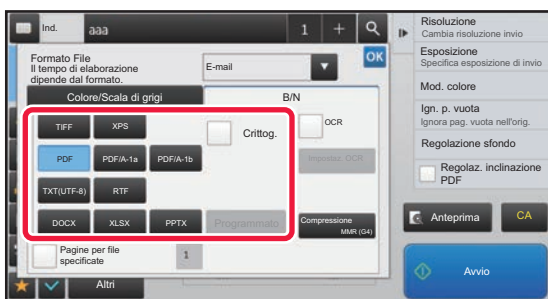 Ind.
aaa
1
Formato File
Il tempo di elaborazione
dipende dal formato.
E-mail
OK
Colore/Scala di grigi
B/N
TIFF
XPS
Crittog.
OCR
PDF
PDF/A-1a
PDF/A-1b
Impostaz. OCR
TXT(UTF-8)
RTF
DOCX
XLSX
PPTX
Programmato
Compressione
MMR (G4)
Pagine per file
specificate
1
Altri
Risoluzione
Cambia risoluzione invio
Esposizione
Specifica esposizione di invio
Mod. colore
Ign. p. vuota
Ignora pag. vuota nell'orig.
Regolazione sfondo
Regolaz. inclinazione
PDF
Anteprima
CA
Avvio